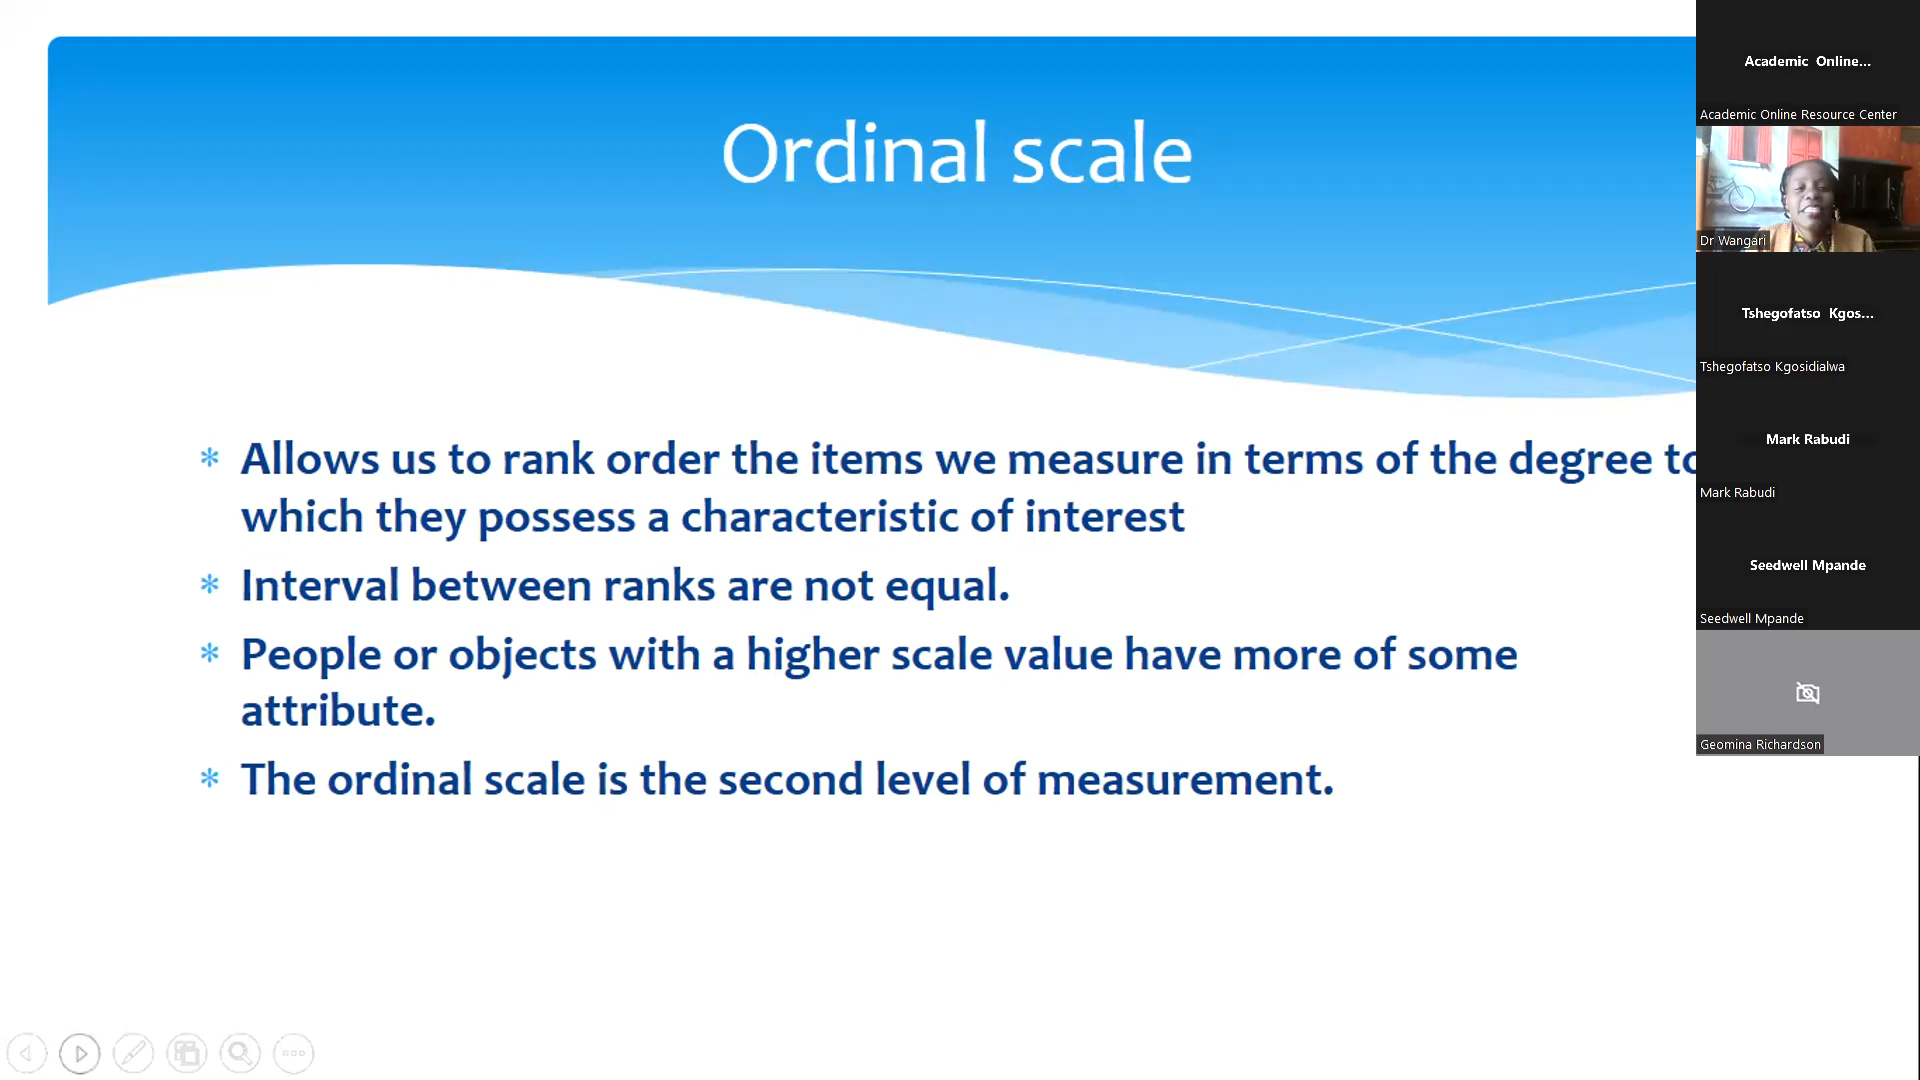 Ordinal scale
* Allows us to rank order the items we measure in terms of the degree to
which they possess a characteristic of interest
* Interval between ranks are not equal.
* People or objects with a higher scale value have more of some
attribute.
* The ordinal scale is the second level of measurement.
Academic Online...
Academic Online Resource Center
Dr Wangari
Tshegofatso Kgos...
Tshegofatso Kgosidialwa
Mark Rabudi
Mark Rabudi
Seedwell Mpande
Seedwell Mpande
Geomina Richardson